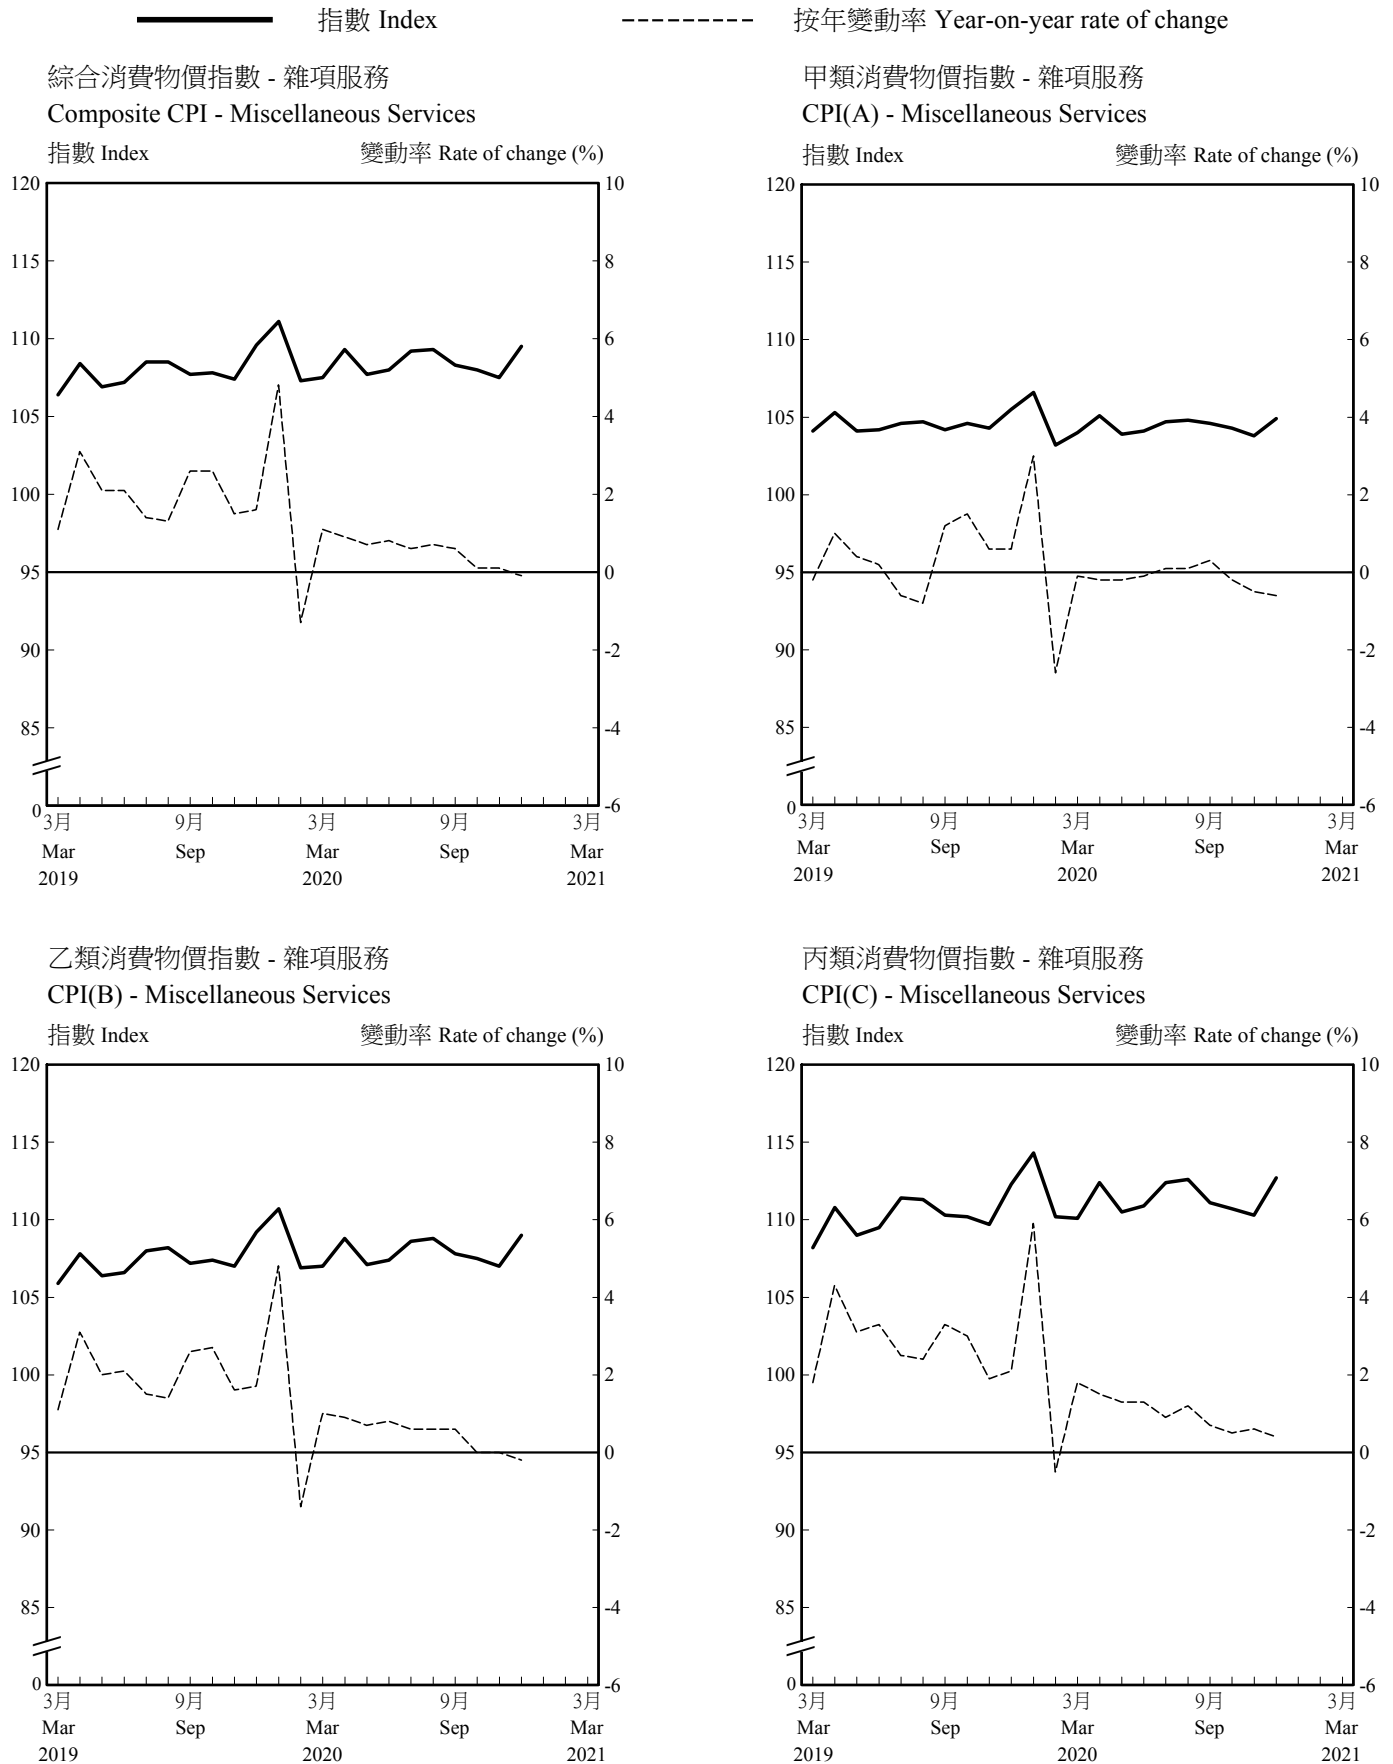 指數 Index 按年變動率 Year-on-year rate of change
綜合消費物價指數 - 雜項服務
Composite CPI - Miscellaneous Services
指數 Index 變動率 Rate of change (%)
120 10
115 8
110 6
105 4
100 2
95 0
90 -2
85 -4
0 -6
3月 9月 3月 9月 3月
Mar Sep Mar Sep Mar
2019 2020 2021
甲類消費物價指數 - 雜項服務
CPI(A) - Miscellaneous Services
指數 Index 變動率 Rate of change (%)
120 10
115 8
110 6
105 4
100 2
95 0
90 -2
85 -4
0 -6
3月 9月 3月 9月 3月
Mar Sep Mar Sep Mar
2019 2020 2021
乙類消費物價指數 - 雜項服務
CPI(B) - Miscellaneous Services
指數 Index 變動率 Rate of change (%)
120 10
115 8
110 6
105 4
100 2
95 0
90 -2
85 -4
0 -6
3月 9月 3月 9月 3月
Mar Sep Mar Sep Mar
2019 2020 2021
丙類消費物價指數 - 雜項服務
CPI(C) - Miscellaneous Services
指數 Index 變動率 Rate of change (%)
120 10
115 8
110 6
105 4
100 2
95 0
90 -2
85 -4
0 -6
3月 9月 3月 9月 3月
Mar Sep Mar Sep Mar
2019 2020 2021